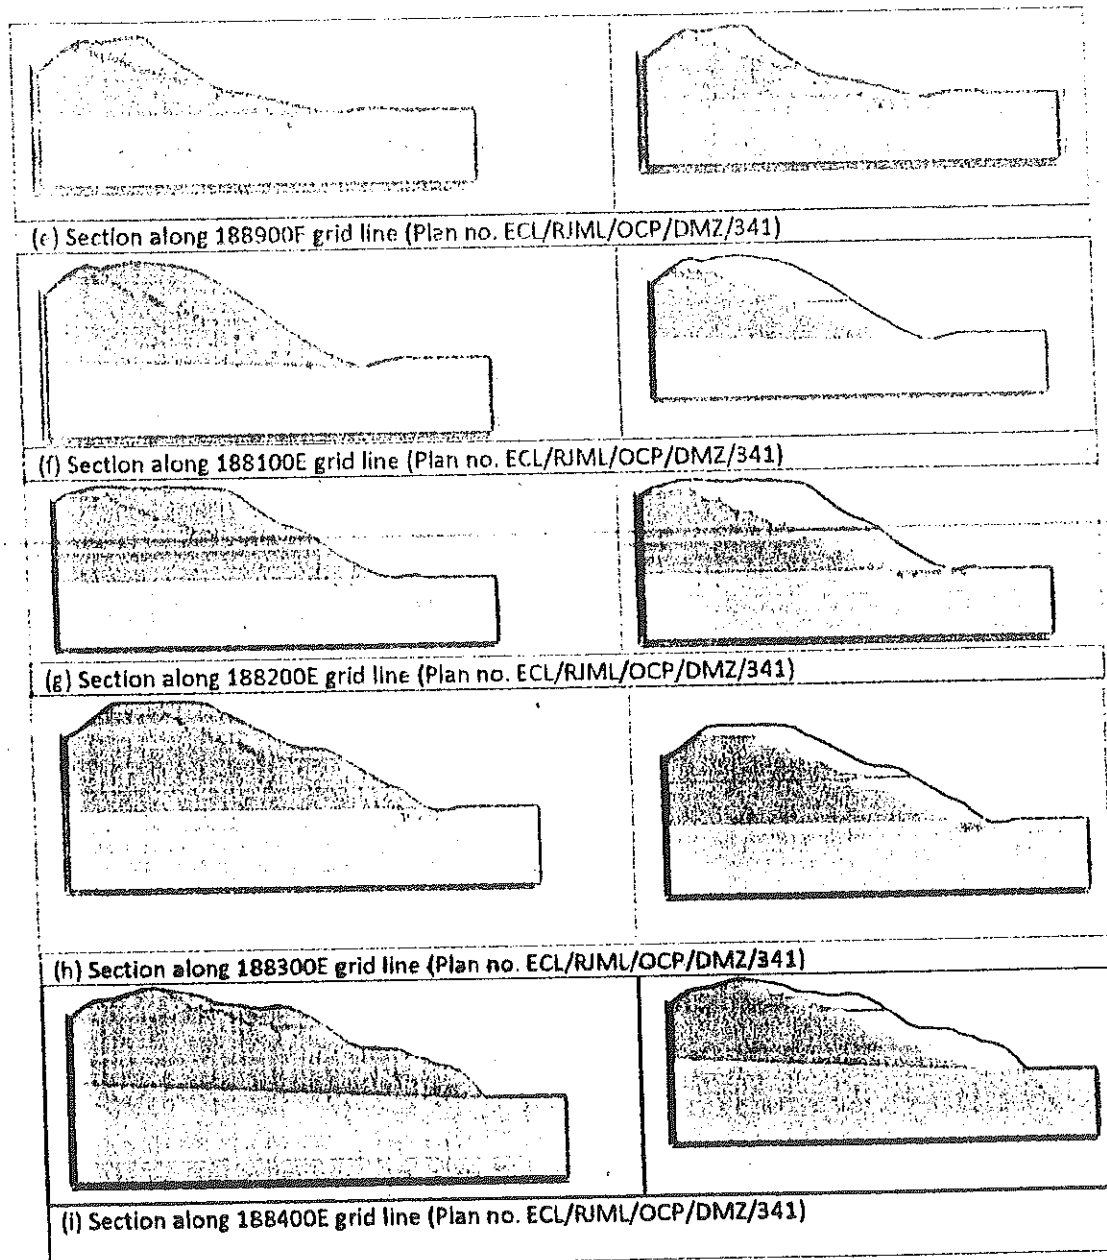 (e) Section along 188900E grid line (Plan no. ECL/RJML/OCP/DMZ/341)
(f) Section along 188100E grid line (Plan no. ECL/RJML/OCP/DMZ/341)
(g) Section along 188200E grid line (Plan no. ECL/RJML/OCP/DMZ/341)
(h) Section along 188300E grid line (Plan no. ECL/RJML/OCP/DMZ/341)
(i) Section along 188400E grid line (Plan no. ECL/RJML/OCP/DMZ/341)